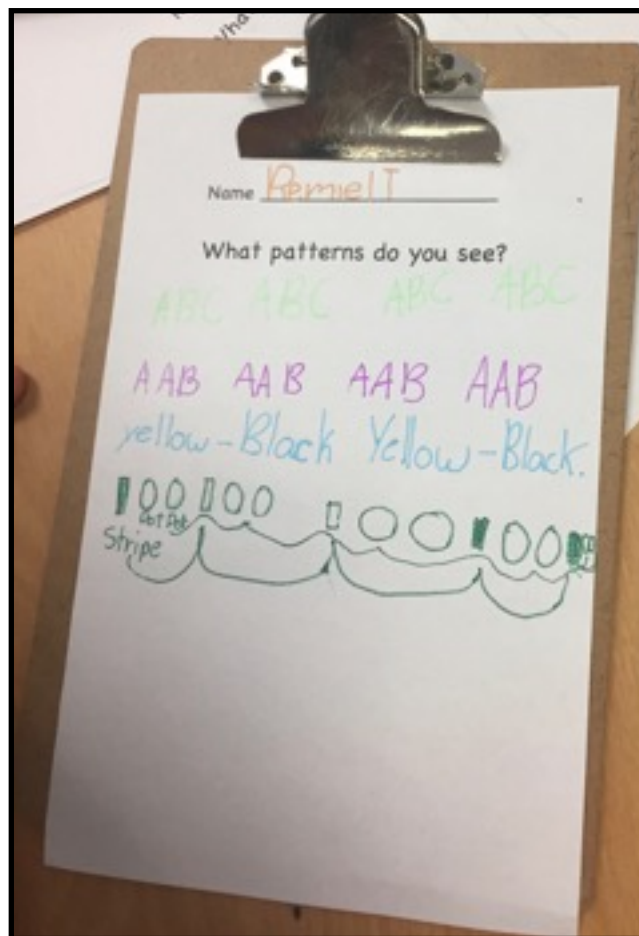 Name Remiel T
What patterns do you see?
ABC ABC ABC ABC
AAB AAB AAB AAB
yellow - Black Yellow - Black.
Dot Dot
Stripe